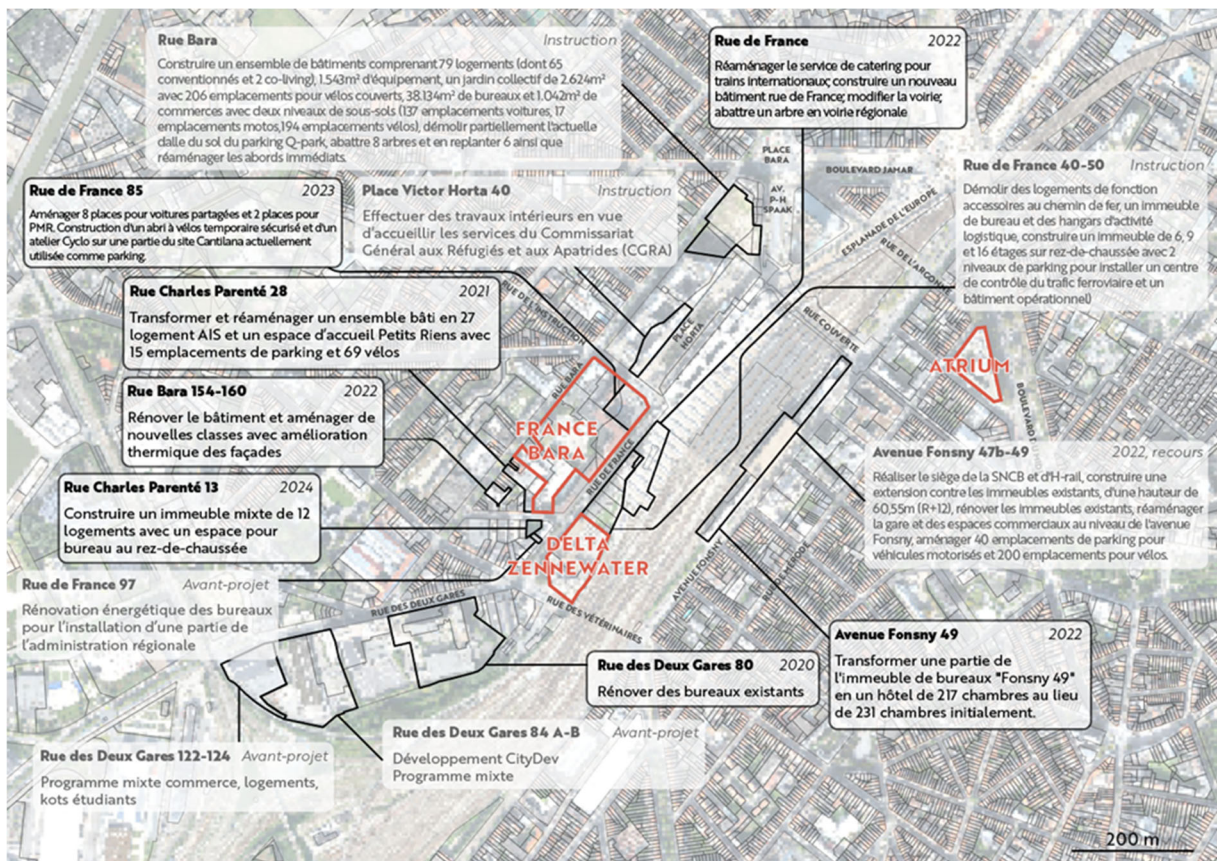 Rue Bara Instruction
Construire un ensemble de bâtiments comprenant 79 logements (dont 65
conventionnés et 2 co-living), 1.543m² d'équipement, un jardin collectif de 2.624m²
avec 206 emplacements pour vélos couverts, 38.134m² de bureaux et 1.042m² de
commerces avec deux niveaux de sous-sols (137 emplacements voitures, 17
emplacements motos,194 emplacements vélos), démolir partiellement l'actuelle
dalle du sol du parking Q-park, abattre 8 arbres et en replanter 6 ainsi que
réaménager les abords immédiats.
Rue de France 2022
Réaménager le service de catering pour
trains internationaux; construire un nouveau
bâtiment rue de France; modifier la voirie;
abattre un arbre en voirie régionale
PLACE
BARA
BOULEVARD JAMAR
AV.
P-H
SPAAK
ESPLANADE DE L'EUROPE
RUE DE L'ARGONNE
Rue de France 40-50 Instruction
Démolir des logements de fonction
accessoires au chemin de fer, un immeuble
de bureau et des hangars d'activité
logistique, construire un immeuble de 6, 9
et 16 étages sur rez-de-chaussée avec 2
niveaux de parking pour installer un centre
de contrôle du trafic ferroviaire et un
bâtiment opérationnel)
Rue de France 85 2023
Aménager 8 places pour voitures partagées et 2 places pour
PMR. Construction d'un abri à vélos temporaire sécurisé et d'un
atelier Cyclo sur une partie du site Cantilana actuellement
utilisée comme parking.
Place Victor Horta 40 Instruction
Effectuer des travaux intérieurs en vue
d'accueillir les services du Commissariat
Général aux Réfugiés et aux Apatrides (CGRA)
RUE DE L'INSTRUCTION
PLACE
HORTA
RUE COUVERTE
Rue Charles Parenté 28 2021
Transformer et réaménager un ensemble bâti en 27
logement AIS et un espace d'accueil Petits Riens avec
15 emplacements de parking et 69 vélos
RUE BARA
ATRIUM
Rue Bara 154-160 2022
Rénover le bâtiment et aménager de
nouvelles classes avec amélioration
thermique des façades
FRANCE
BARA
RUE DE FRANCE
BOULEVARD
Avenue Fonsny 47b-49 2022, recours
Réaliser le siège de la SNCB et d'H-rail, construire une
extension contre les immeubles existants, d'une hauteur de
60,55m (R+12), rénover les immeubles existants, réaménager
la gare et des espaces commerciaux au niveau de l'avenue
Fonsny, aménager 40 emplacements de parking pour
véhicules motorisés et 200 emplacements pour vélos.
Rue Charles Parenté 13 2024
Construire un immeuble mixte de 12
logements avec un espace pour
bureau au rez-de-chaussée
DELTA
ZENNEWATER
AVENUE FONSNY
RUE DES VÉTÉRINAIRES
RUE DES DEUX GARES
Rue de France 97 Avant-projet
Rénovation énergétique des bureaux
pour l'installation d'une partie de
l'administration régionale
Avenue Fonsny 49 2022
Transformer une partie de
l'immeuble de bureaux "Fonsny 49"
en un hôtel de 217 chambres au lieu
de 231 chambres initialement.
Rue des Deux Gares 80 2020
Rénover des bureaux existants
Rue des Deux Gares 84 A-B Avant-projet
Développement CityDev
Programme mixte
Rue des Deux Gares 122-124 Avant-projet
Programme mixte commerce, logements,
kots étudiants
200 m